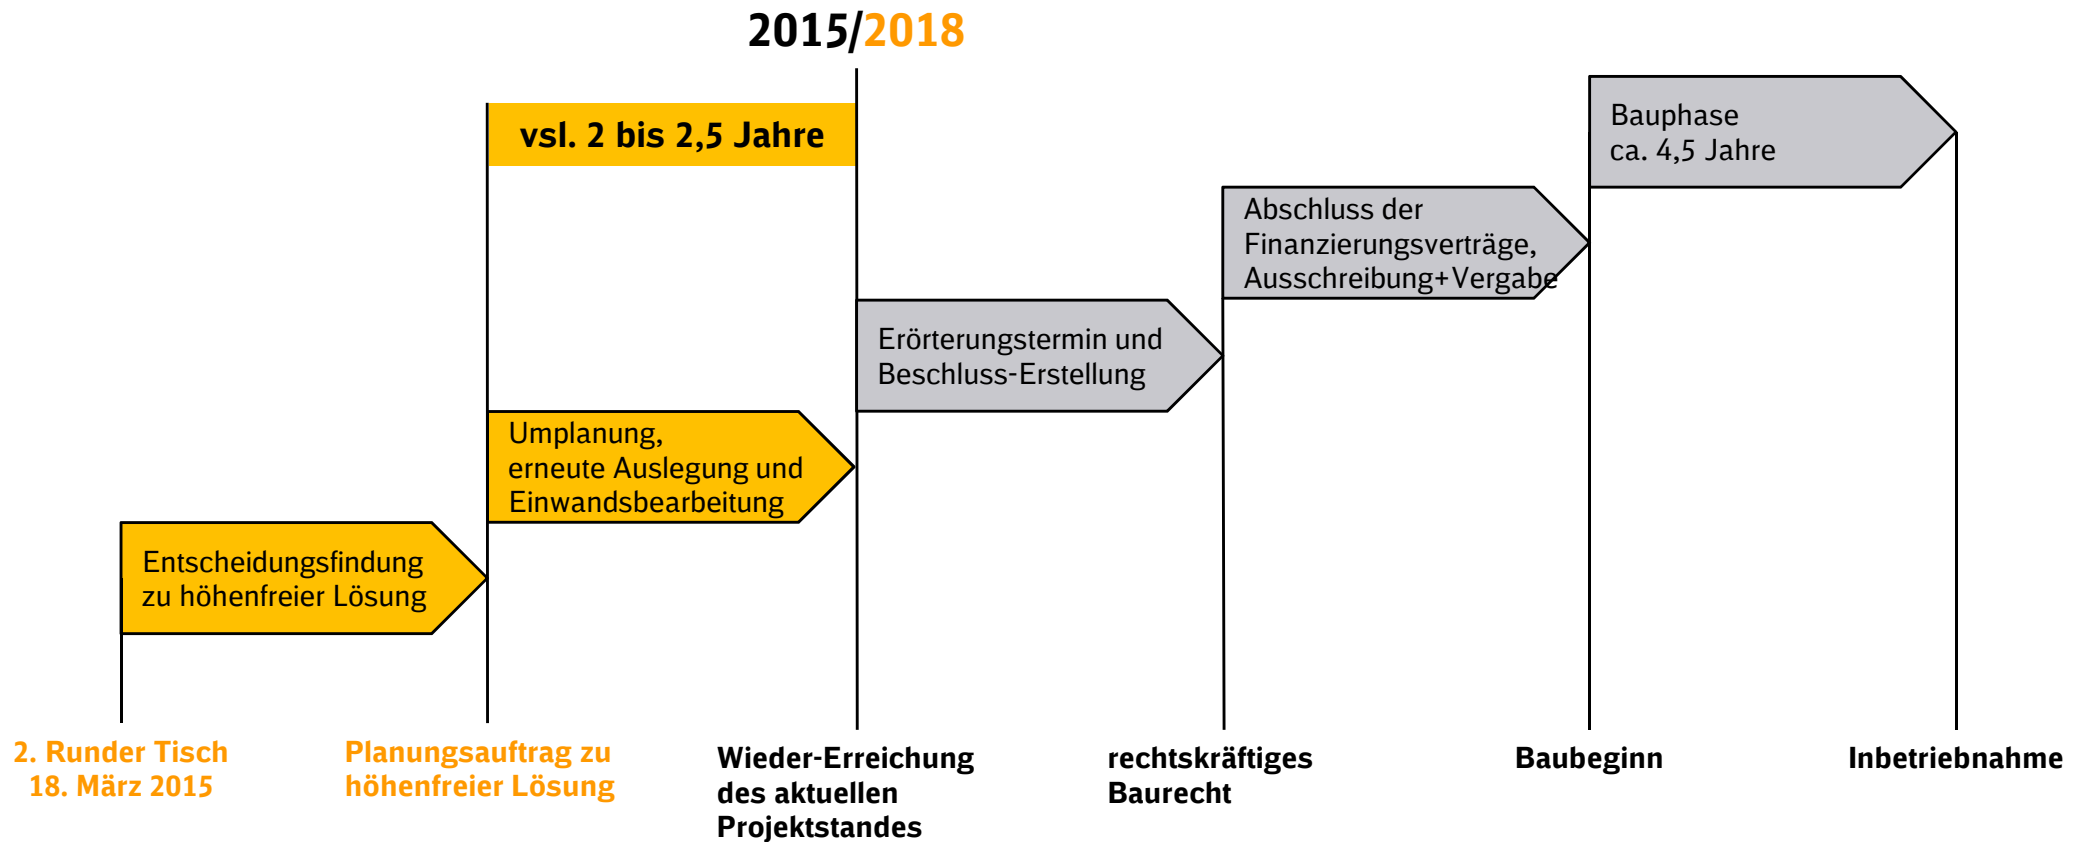 2015/2018
vsl. 2 bis 2,5 Jahre
Bauphase
ca. 4,5 Jahre
Abschluss der
Finanzierungsverträge,
Ausschreibung+Vergabe
Erörterungstermin und
Beschluss-Erstellung
Umplanung,
erneute Auslegung und
Einwandsbearbeitung
Entscheidungsfindung
zu höhenfreier Lösung
2. Runder Tisch
18. März 2015
Planungsauftrag zu
höhenfreier Lösung
Wieder-Erreichung
des aktuellen
Projektstandes
rechtskräftiges
Baurecht
Baubeginn
Inbetriebnahme